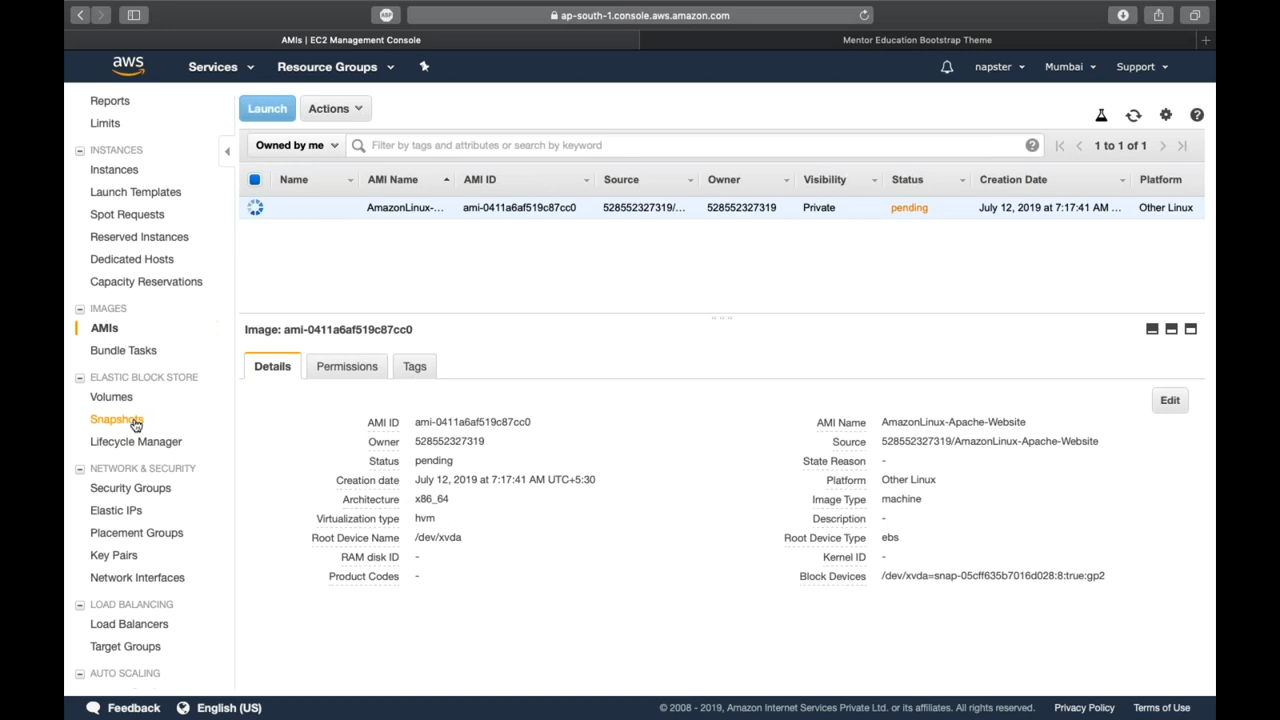 ABP
ap-south-1.console.aws.amazon.com
AMIs | EC2 Management Console
Mentor Education Bootstrap Theme
aws
Services
Resource Groups
napster
Mumbai
Support
Reports
Limits
INSTANCES
Instances
Launch Templates
Spot Requests
Reserved Instances
Dedicated Hosts
Capacity Reservations
IMAGES
AMIs
Bundle Tasks
ELASTIC BLOCK STORE
Volumes
Snapshots
Lifecycle Manager
NETWORK & SECURITY
Security Groups
Elastic IPs
Placement Groups
Key Pairs
Network Interfaces
LOAD BALANCING
Load Balancers
Target Groups
AUTO SCALING
Launch
Actions
Owned by me
Filter by tags and attributes or search by keyword
1 to 1 of 1
Name AMI Name AMI ID Source Owner Visibility Status Creation Date Platform
AmazonLinux-... ami-0411a6af519c87cc0 528552327319/... 528552327319 Private pending July 12, 2019 at 7:17:41 AM ... Other Linux
Image: ami-0411a6af519c87cc0
Details
Permissions
Tags
Edit
AMI ID ami-0411a6af519c87cc0
Owner 528552327319
Status pending
Creation date July 12, 2019 at 7:17:41 AM UTC+5:30
Architecture x86_64
Virtualization type hvm
Root Device Name /dev/xvda
RAM disk ID -
Product Codes -
AMI Name AmazonLinux-Apache-Website
Source 528552327319/AmazonLinux-Apache-Website
State Reason -
Platform Other Linux
Image Type machine
Description -
Root Device Type ebs
Kernel ID -
Block Devices /dev/xvda=snap-05cff635b7016d028:8:true:gp2
Feedback
English (US)
© 2008 - 2019, Amazon Internet Services Private Ltd. or its affiliates. All rights reserved.
Privacy Policy
Terms of Use